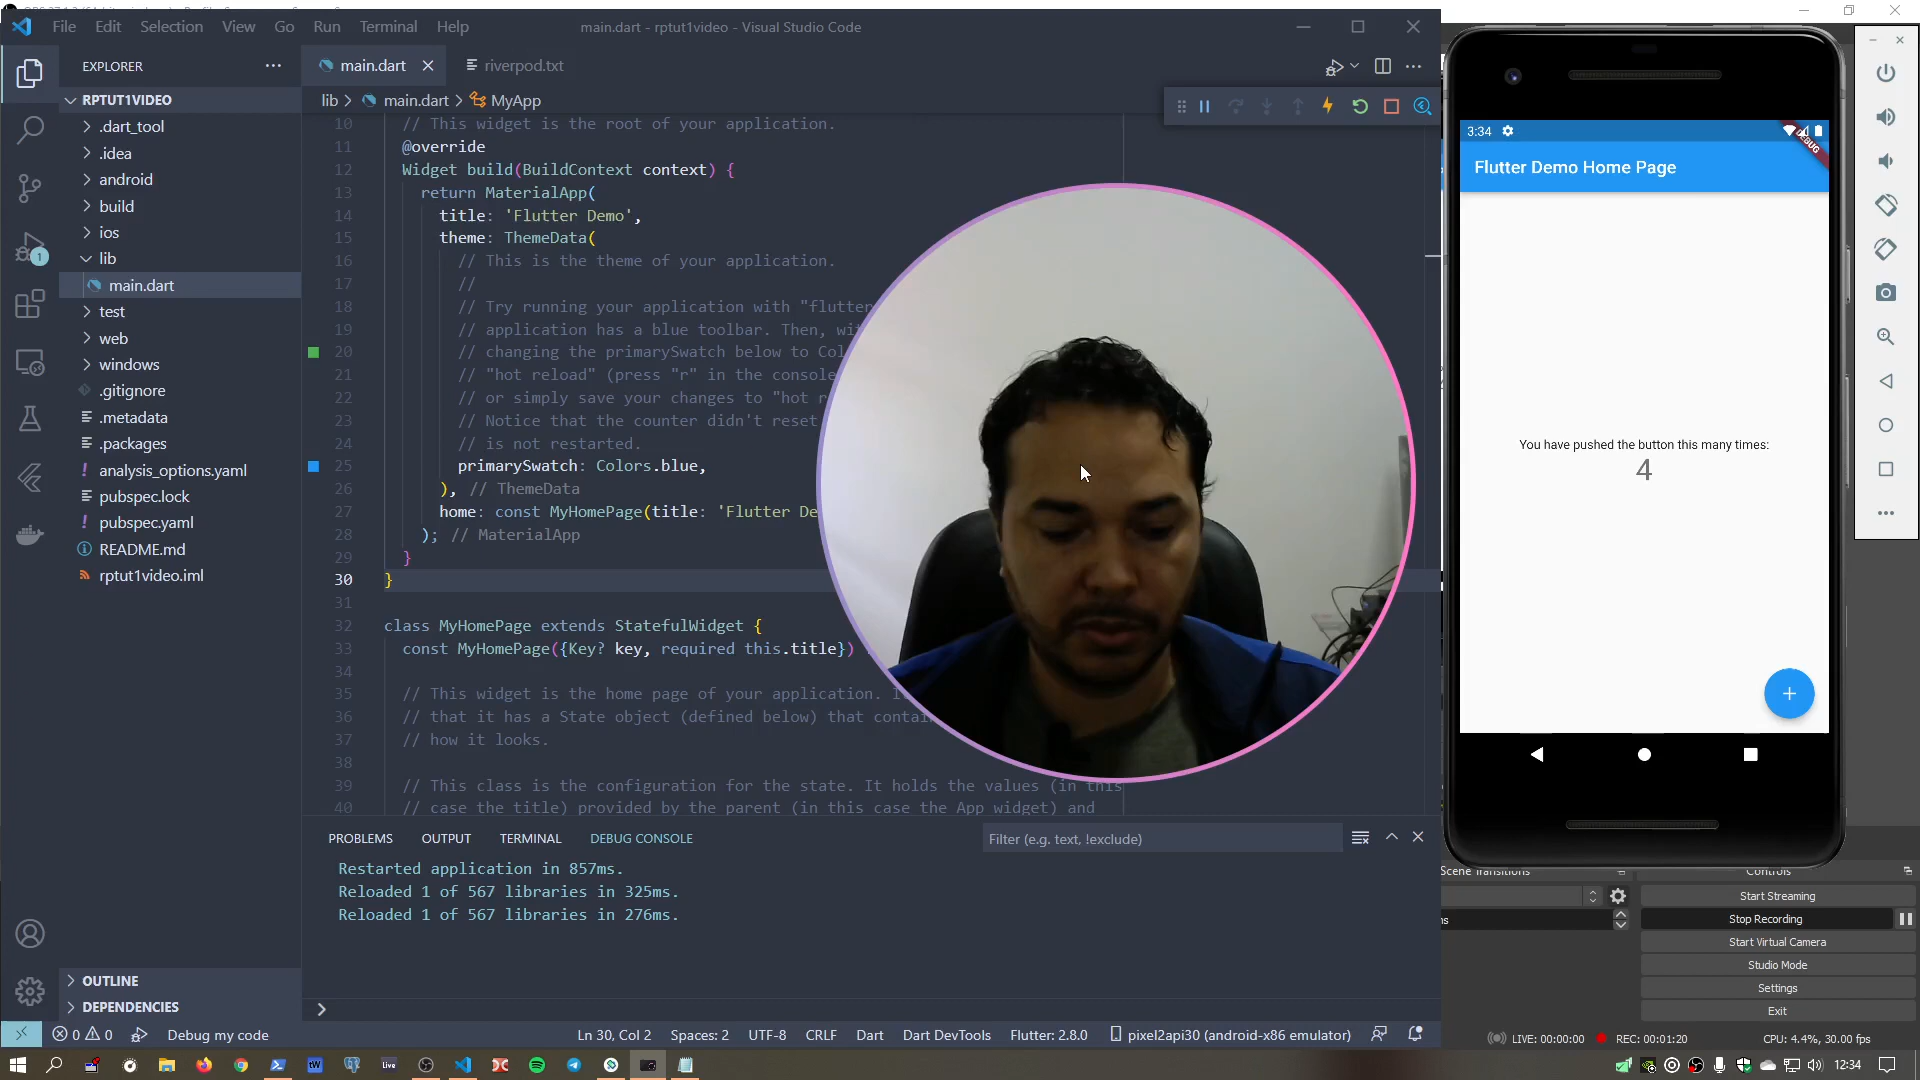 File Edit Selection View Go Run Terminal Help
main.dart - rptut1video - Visual Studio Code
EXPLORER
RPTUT1VIDEO
.dart_tool
.idea
android
build
ios
lib
main.dart
test
web
windows
.gitignore
.metadata
.packages
analysis_options.yaml
pubspec.lock
pubspec.yaml
README.md
rptut1video.iml
OUTLINE
DEPENDENCIES
main.dart
riverpod.txt
lib > main.dart > MyApp
10 // This widget is the root of your application.
11 @override
12 Widget build(BuildContext context) {
13 return MaterialApp(
14 title: 'Flutter Demo',
15 theme: ThemeData(
16 // This is the theme of your application.
17 //
18 // Try running your application with "flutter
19 // application has a blue toolbar. Then,
20 // changing the primarySwatch below to
21 // "hot reload" (press "r" in the console
22 // or simply save your changes to "hot
23 // Notice that the counter didn't reset
24 // is not restarted.
25 primarySwatch: Colors.blue,
26 ), // ThemeData
27 home: const MyHomePage(title: 'Flutter
28 ); // MaterialApp
29 }
30 }
31
32 class MyHomePage extends StatefulWidget {
33 const MyHomePage({Key? key, required this.title})
34
35 // This widget is the home page of your application.
36 // that it has a State object (defined below) that
37 // how it looks.
38
39 // This class is the configuration for the state. It holds the values (in this
40 // case the title) provided by the parent (in this case the App widget) and
PROBLEMS OUTPUT TERMINAL DEBUG CONSOLE
Filter (e.g. text, !exclude)
Restarted application in 857ms.
Reloaded 1 of 567 libraries in 325ms.
Reloaded 1 of 567 libraries in 276ms.
0 0 Debug my code Ln 30, Col 2 Spaces: 2 UTF-8 CRLF Dart Dart DevTools Flutter: 2.8.0 pixel2api30 (android-x86 emulator)
3:34
DEBUG
Flutter Demo Home Page
You have pushed the button this many times:
4
Scene Transitions
Controls
Start Streaming
Stop Recording
Start Virtual Camera
Studio Mode
Settings
Exit
LIVE: 00:00:00 REC: 00:01:20 CPU: 4.4%, 30.00 fps
12:34